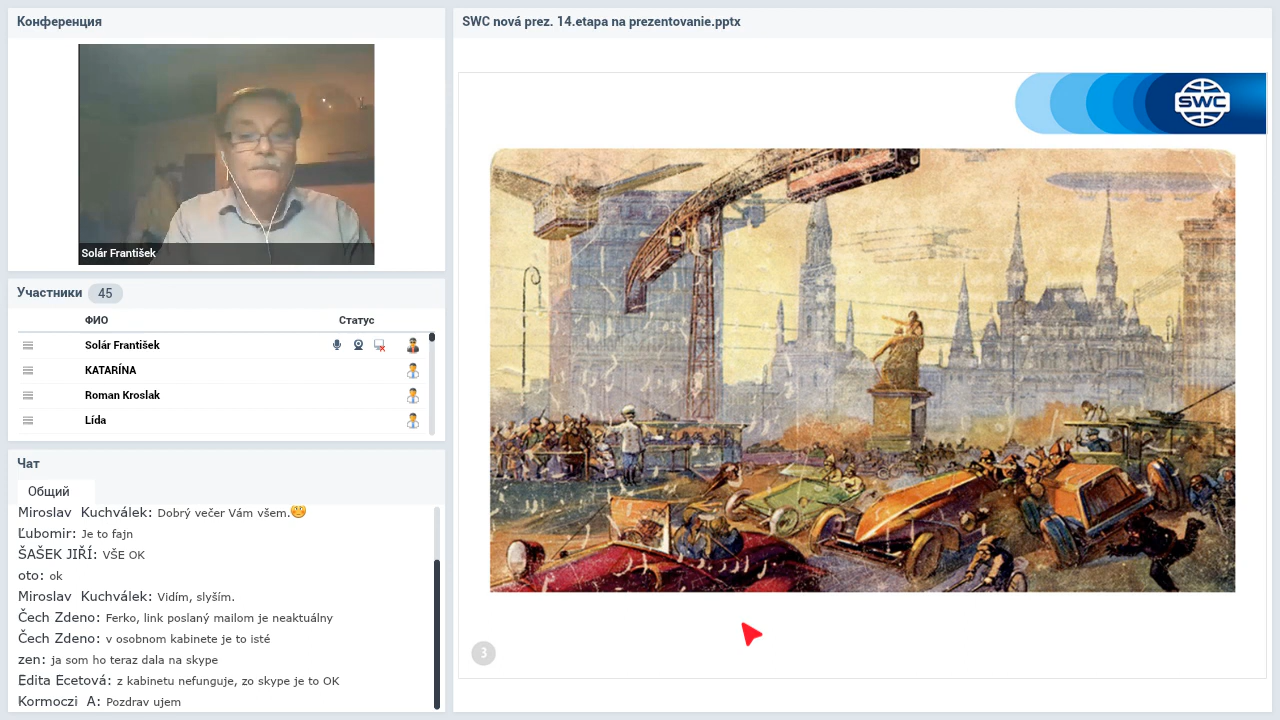 Конференция
Solár František
Участники 45
ФИО Статус
Solár František
KATARÍNA
Roman Kroslak
Lída
Чат
Общий
Miroslav Kuchválek: Dobrý večer Vám všem.
Ľubomir: Je to fajn
ŠAŠEK JIŘÍ: VŠE OK
oto: ok
Miroslav Kuchválek: Vidím, slyším.
Čech Zdeno: Ferko, link poslaný mailom je neaktuálny
Čech Zdeno: v osobnom kabinete je to isté
zen: ja som ho teraz dala na skype
Edita Ecetová: z kabinetu nefunguje, zo skype je to OK
Kormoczi A: Pozdrav ujem
SWC nová prez. 14.etapa na prezentovanie.pptx
SWC
3